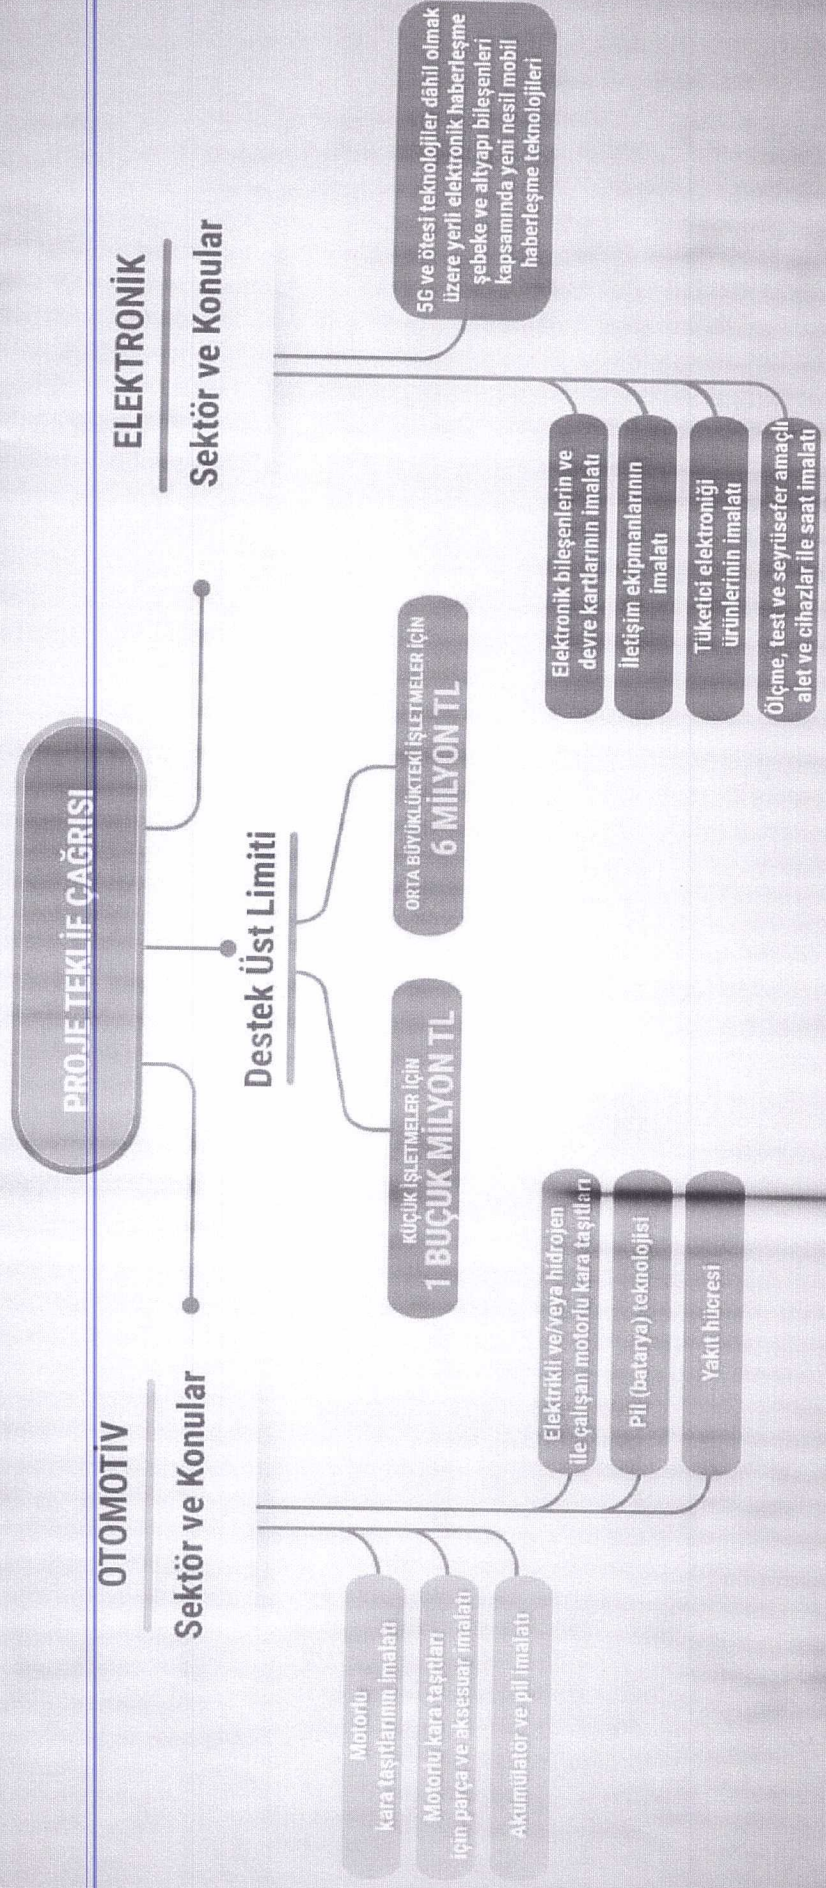 PROJE TEKLİF ÇAĞRISI
OTOMOTİV
Sektör ve Konular
Motorlu
kara taşıtlarının imalatı
Motorlu kara taşıtları
için parça ve aksesuar imalatı
Akümülatör ve pil imalatı
Elektrikli ve/veya hidrojen
ile çalışan motorlu kara taşıtları
Pil (batarya) teknolojisi
Yakıt hücresi
Destek Üst Limiti
KÜÇÜK İŞLETMELER İÇİN
1 BUÇUK MİLYON TL
ORTA BÜYÜKLÜKTEKİ İŞLETMELER İÇİN
6 MİLYON TL
ELEKTRONİK
Sektör ve Konular
Elektronik bileşenlerin ve
devre kartlarının imalatı
İletişim ekipmanlarının
imalatı
Tüketici elektroniği
ürünlerinin imalatı
Ölçme, test ve seyrüsefer amaçlı
alet ve cihazlar ile saat imalatı
5G ve ötesi teknolojiler dâhil olmak
üzere yerli elektronik haberleşme
şebeke ve altyapı bileşenleri
kapsamında yeni nesil mobil
haberleşme teknolojileri